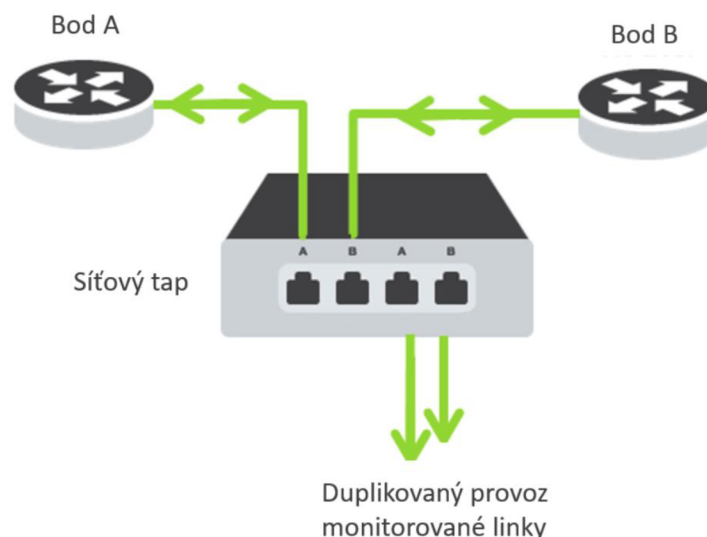 Bod A
Bod B
A B A B
Síťový tap
Duplikovaný provoz
monitorované linky